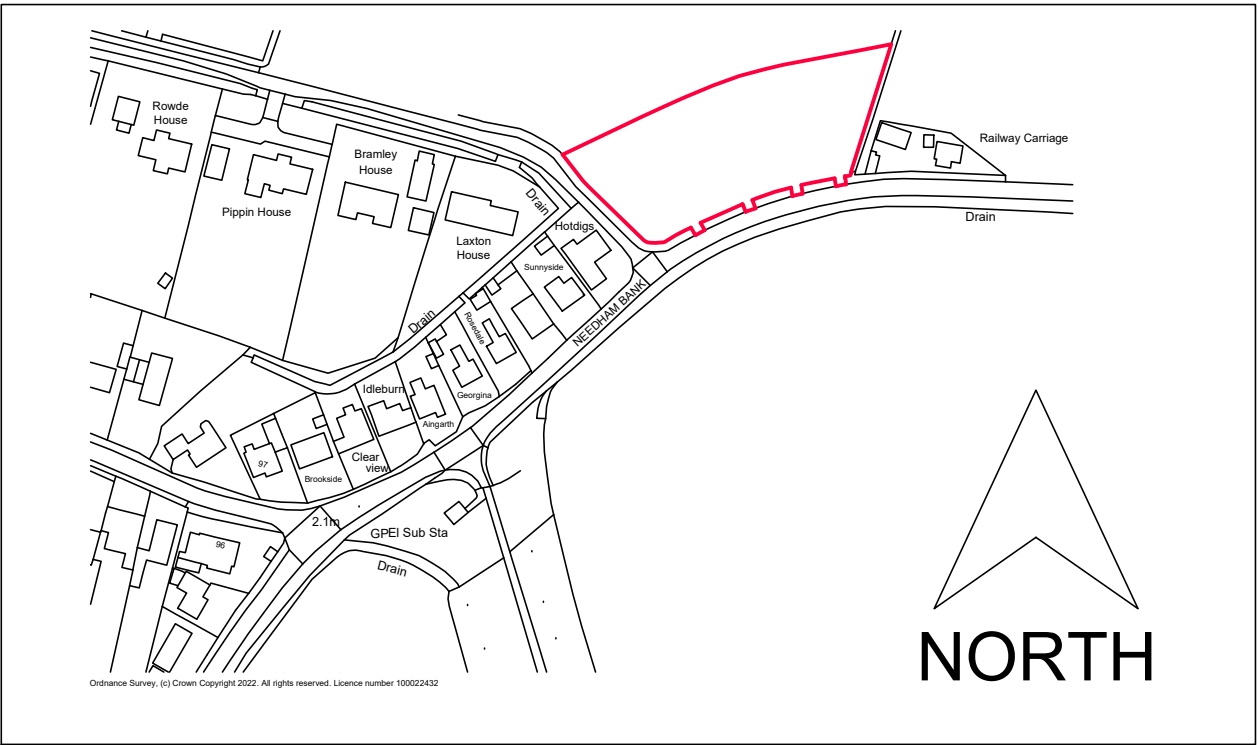 Rowde
House
Bramley
House
Railway Carriage
Pippin House
Drain
Hotdigs
Drain
Laxton
House
Sunnyside
NEEDHAM BANK
Drain
Rosedale
Idleburn
Georgina
Aingarth
Clear
view
97
Brookside
2.1m
GPEl Sub Sta
96
Drain
NORTH
Ordnance Survey, (c) Crown Copyright 2022. All rights reserved. Licence number 100022432